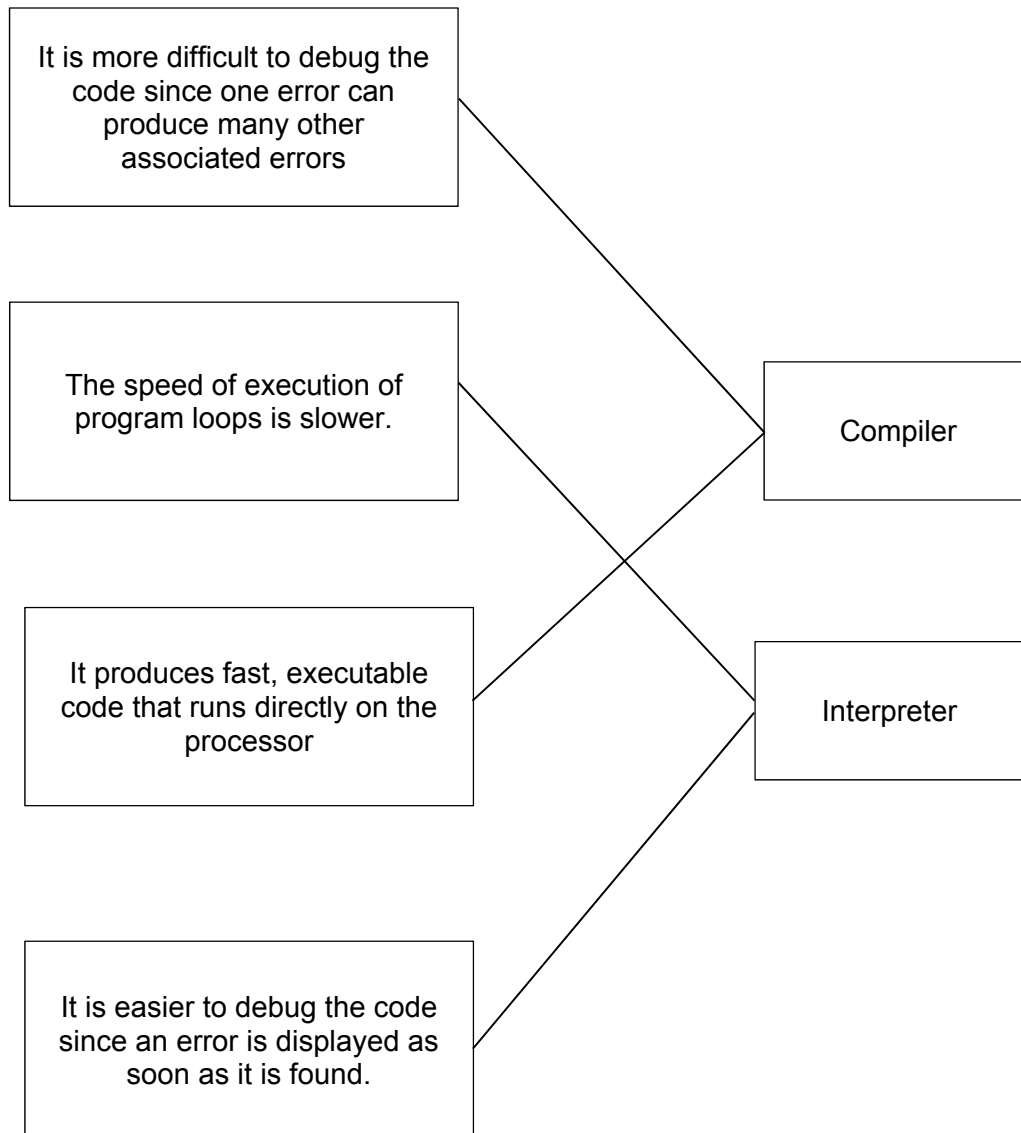 It is more difficult to debug the
code since one error can
produce many other
associated errors
The speed of execution of
program loops is slower.
Compiler
It produces fast, executable
code that runs directly on the
processor
Interpreter
It is easier to debug the code
since an error is displayed as
soon as it is found.